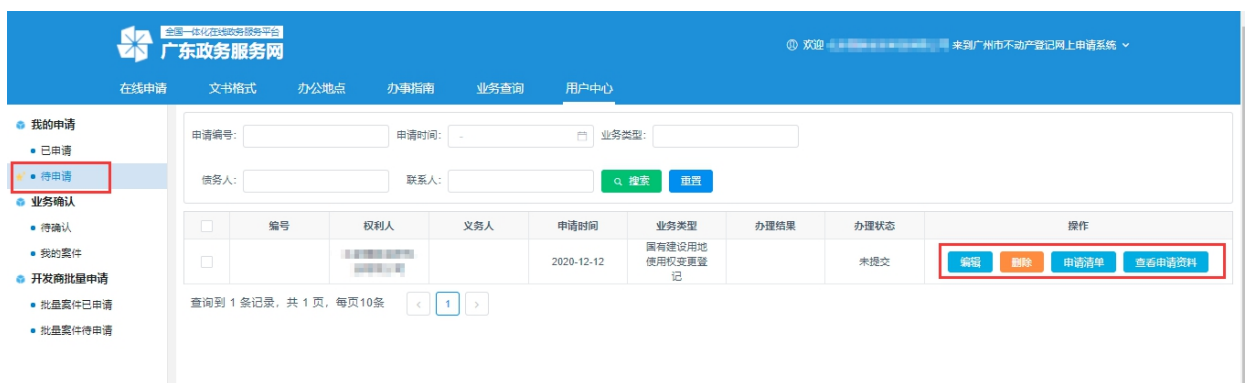 全国一体化在线政务服务平台
广东政务服务网
欢迎 来到广州市不动产登记网上申请系统
在线申请 文书格式 办公地点 办事指南 业务查询 用户中心
我的申请
已申请
待申请
业务确认
待确认
我的案件
开发商批量申请
批量案件已申请
批量案件待申请
申请编号: 申请时间: - 业务类型:
债务人: 联系人: 搜索 重置
编号 权利人 义务人 申请时间 业务类型 办理结果 办理状态 操作
2020-12-12 国有建设用地 未提交 编辑 删除 申请清单 查看申请资料
使用权变更登
记
查询到 1 条记录，共 1 页，每页10条 < 1 >